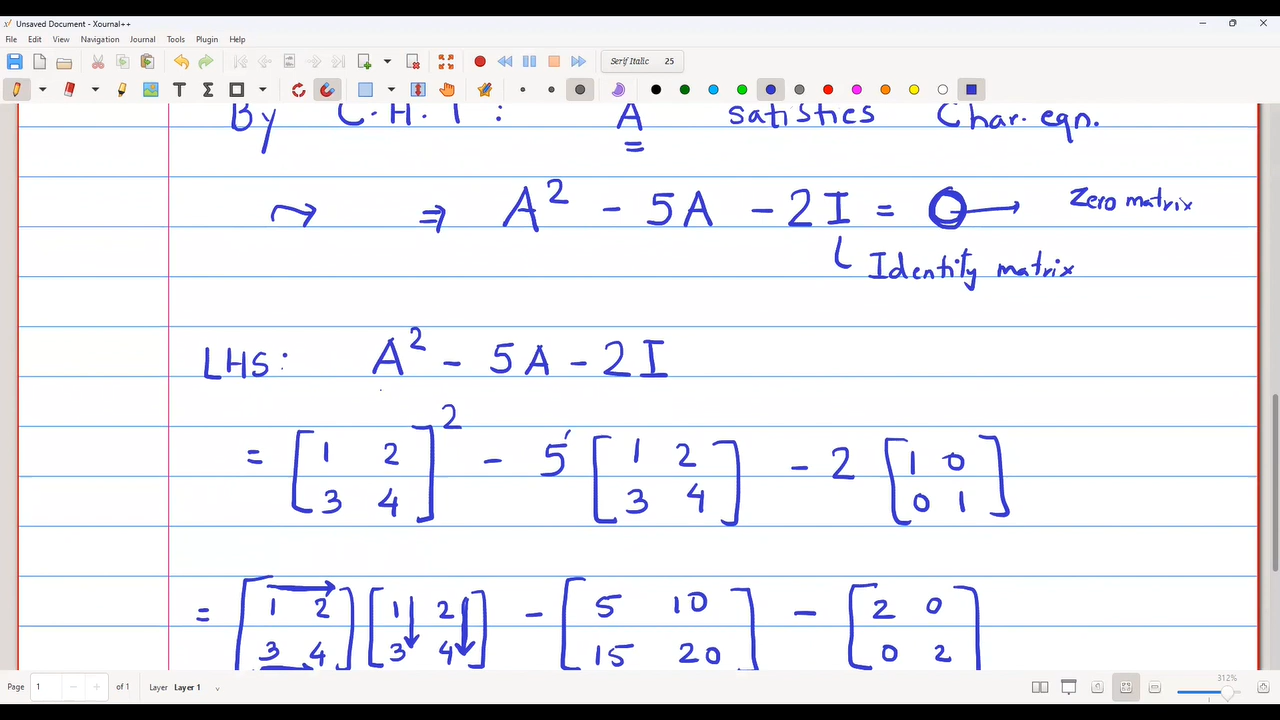 Unsaved Document - Xournal++
File Edit View Navigation Journal Tools Plugin Help
Serif Italic 25
By C.H.T : A satistics Char. eqn.
⇒ A² - 5A - 2I = O → Zero matrix
Identity matrix
LHS: A² - 5A - 2I
= [1 2 3 4]² - 5 [1 2 3 4] - 2 [1 0 0 1]
= [1 2 3 4] [1 2 3 4] - [5 10 15 20] - [2 0 0 2]
Page 1 of 1 Layer Layer 1 312%